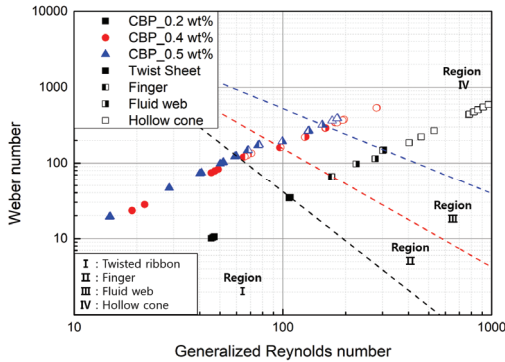 10000
1000
100
10
1
Weber number
CBP_0.2 wt%
CBP_0.4 wt%
CBP_0.5 wt%
Twist Sheet
Finger
Fluid web
Hollow cone
Region
Ⅳ
Region
Ⅲ
Region
Ⅱ
Region
Ⅰ
Ⅰ : Twisted ribbon
Ⅱ : Finger
Ⅲ : Fluid web
Ⅳ : Hollow cone
10
100
1000
Generalized Reynolds number